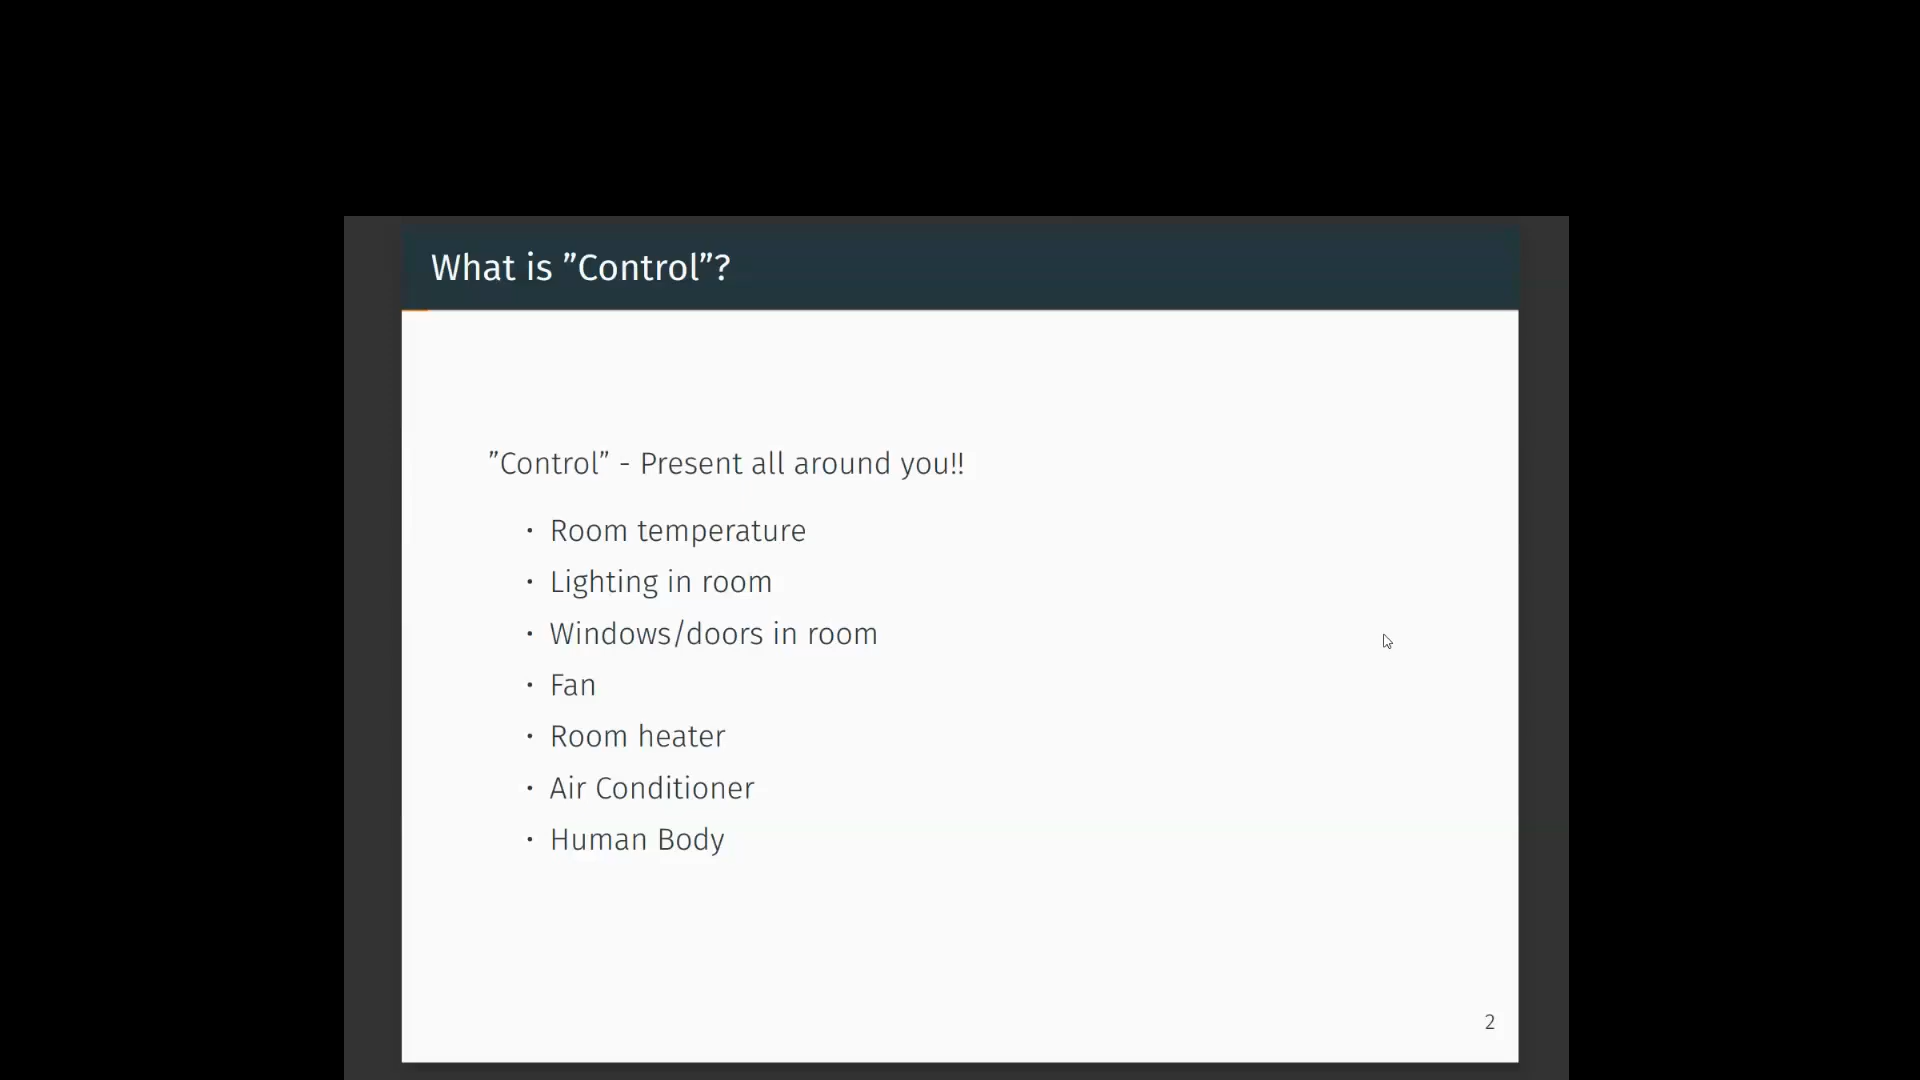 What is ”Control”?
”Control” - Present all around you!!
• Room temperature
• Lighting in room
• Windows/doors in room
• Fan
• Room heater
• Air Conditioner
• Human Body
2